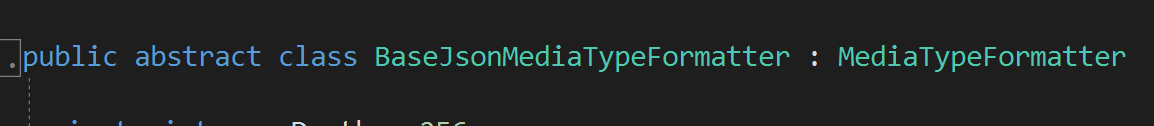 public abstract class BaseJsonMediaTypeFormatter : MediaTypeFormatter